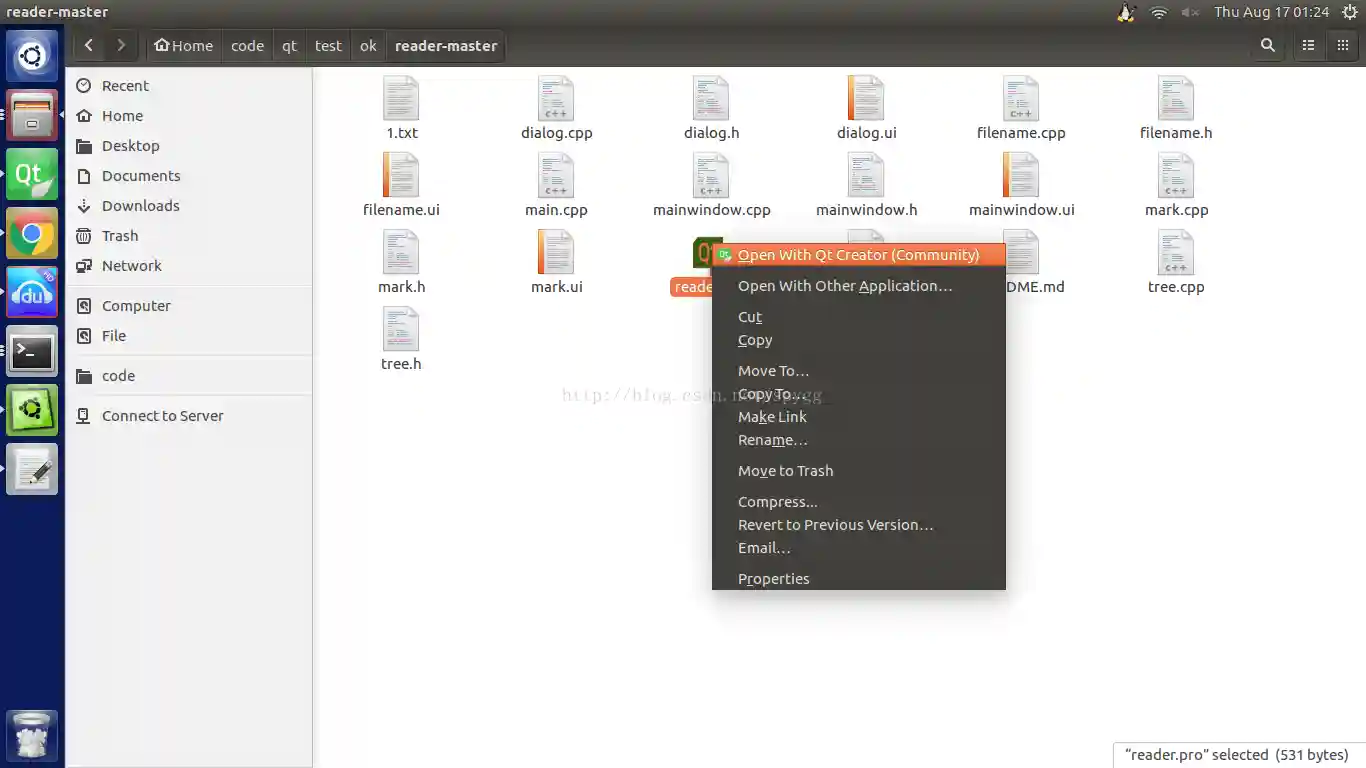 reader-master
Thu Aug 17 01:24
Home code qt test ok reader-master
Recent
Home
Desktop
Documents
Downloads
Trash
Network
Computer
File
code
Connect to Server
1.txt dialog.cpp dialog.h dialog.ui filename.cpp filename.h
filename.ui main.cpp mainwindow.cpp mainwindow.h mainwindow.ui mark.cpp
mark.h mark.ui reade DME.md tree.cpp
tree.h
Open With Qt Creator (Community)
Open With Other Application...
Cut
Copy
Move To...
Copy To...
Make Link
Rename...
Move to Trash
Compress...
Revert to Previous Version...
Email...
Properties
Qt
du
HD
>_
“reader.pro” selected (531 bytes)